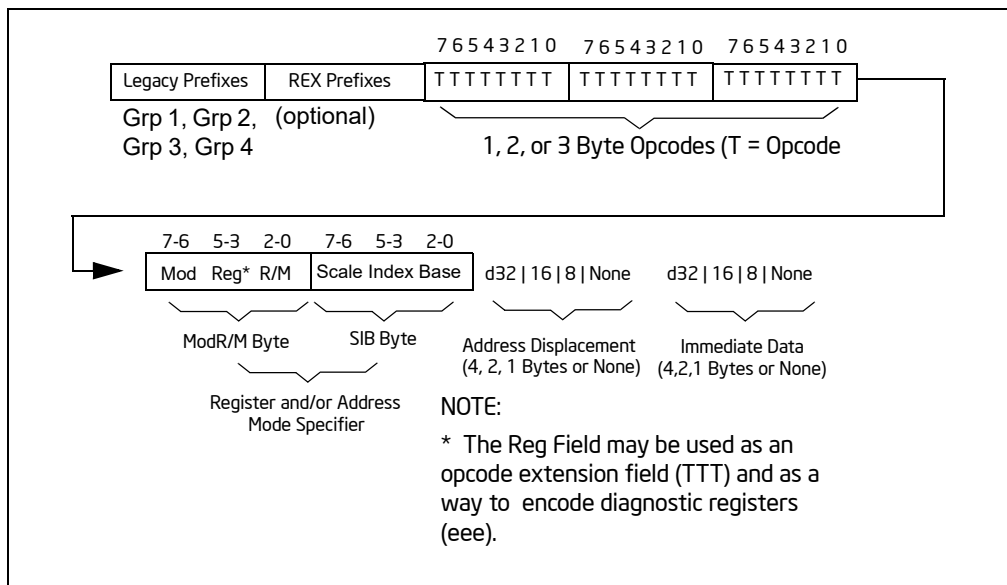 7 6 5 4 3 2 1 0 7 6 5 4 3 2 1 0 7 6 5 4 3 2 1 0
Legacy Prefixes REX Prefixes T T T T T T T T T T T T T T T T T T T T T T T T
Grp 1, Grp 2, (optional)
Grp 3, Grp 4
1, 2, or 3 Byte Opcodes (T = Opcode
7-6 5-3 2-0 7-6 5-3 2-0
Mod Reg* R/M Scale Index Base d32 | 16 | 8 | None d32 | 16 | 8 | None
ModR/M Byte SIB Byte
Address Displacement Immediate Data
(4, 2, 1 Bytes or None) (4,2,1 Bytes or None)
Register and/or Address
Mode Specifier
NOTE:
* The Reg Field may be used as an
opcode extension field (TTT) and as a
way to encode diagnostic registers
(eee).